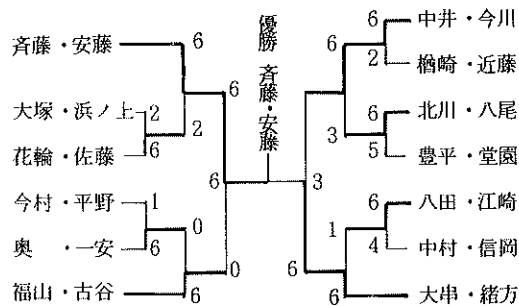 斉藤・安藤
大塚・浜ノ上
花輪・佐藤
今村・平野
奥・一安
福山・古谷
6
2
6
2
1
6
0
6
6
0
6
優勝 斉藤・安藤
3
6
3
1
6
6
2
6
5
6
4
6
中井・今川
楢崎・近藤
北川・八尾
豊平・堂園
八田・江崎
中村・信岡
大串・緒方